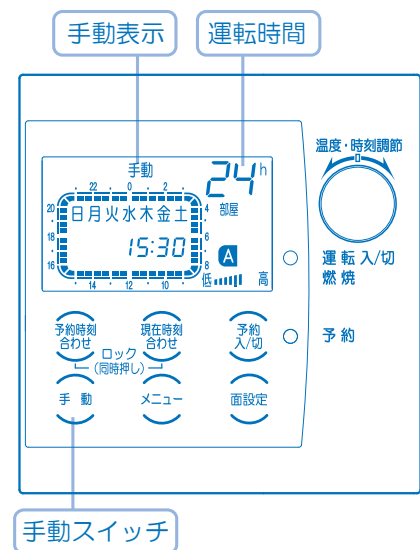 手動表示 運転時間
温度・時刻調節
手動 24h
22 0 2
20 日月火水木金土 4 部屋
18 15:30 6
A
16 8
14 12 10 低 高
運転 入/切
燃焼
予約時刻
合わせ
現在時刻
合わせ
予約
入/切
予約
ロック
(同時押し)
手動 メニュー 面設定
手動スイッチ